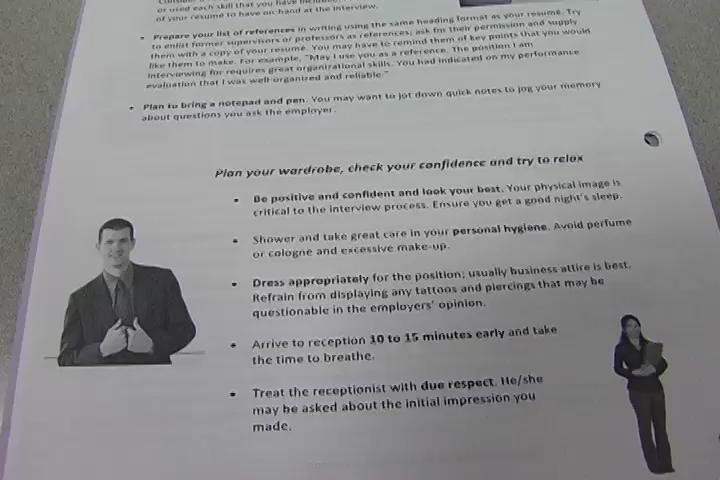 or used each skill that you have
of your resume to have on hand at the interview.
• Prepare your list of references in writing using the same heading format as your resume. Try
to enlist former supervisors or professors as references; ask for their permission and supply
them with a copy of your resume. You may have to remind them of key points that you would
like them to make. For example, "May I use you as a reference. The position I am
interviewing for requires great organizational skills. You had indicated on my performance
evaluation that I was well-organized and reliable."
• Plan to bring a notepad and pen. You may want to jot down quick notes to jog your memory
about questions you ask the employer.
Plan your wardrobe, check your confidence and try to relax
• Be positive and confident and look your best. Your physical image is
critical to the interview process. Ensure you get a good night's sleep.
• Shower and take great care in your personal hygiene. Avoid perfume
or cologne and excessive make-up.
• Dress appropriately for the position; usually business attire is best.
Refrain from displaying any tattoos and piercings that may be
questionable in the employers' opinion.
• Arrive to reception 10 to 15 minutes early and take
the time to breathe.
• Treat the receptionist with due respect. He/she
may be asked about the initial impression you
made.